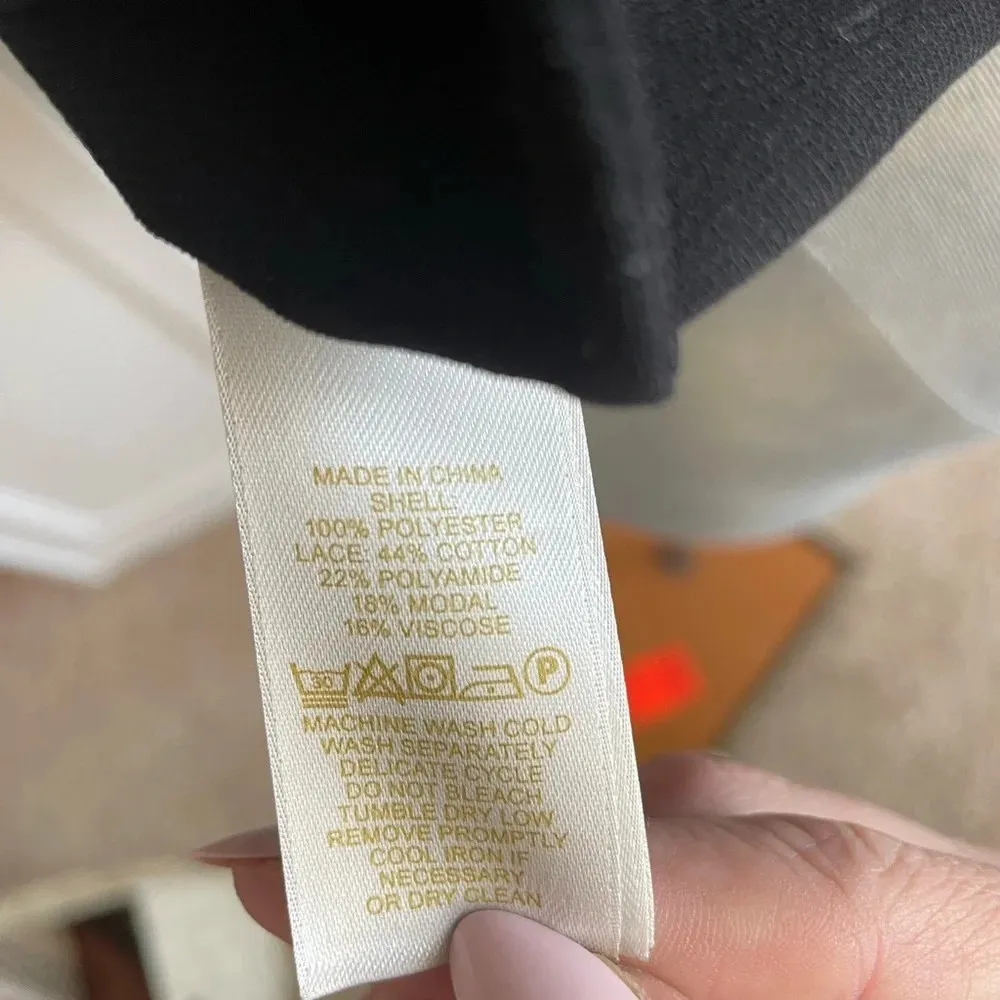 MADE IN CHINA
SHELL:
100% POLYESTER
LACE: 44% COTTON
22% POLYAMIDE
18% MODAL
16% VISCOSE
30 P
MACHINE WASH COLD
WASH SEPARATELY
DELICATE CYCLE
DO NOT BLEACH
TUMBLE DRY LOW
REMOVE PROMPTLY
COOL IRON IF
NECESSARY
OR DRY CLEAN